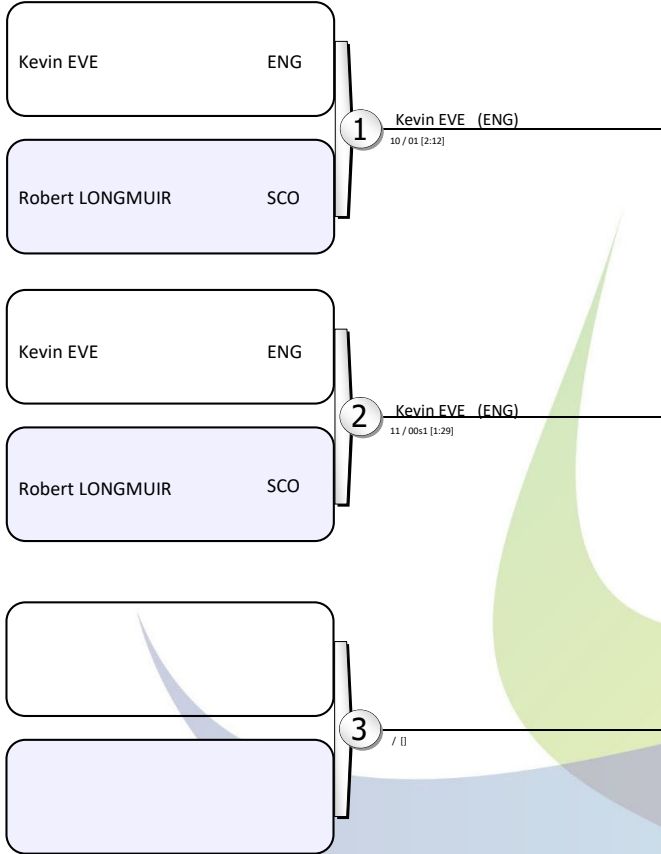 Kevin EVE ENG
1 Kevin EVE (ENG)
10 / 01 [2:12]
Robert LONGMUIR SCO
Kevin EVE ENG
2 Kevin EVE (ENG)
11 / 00s1 [1:29]
Robert LONGMUIR SCO
3
/ []